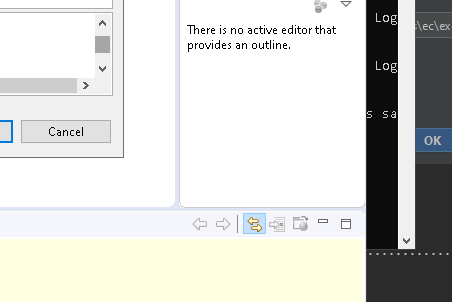 There is no active editor that
provides an outline.
Cancel
Log
Log
s sa
\ec\ex
OK